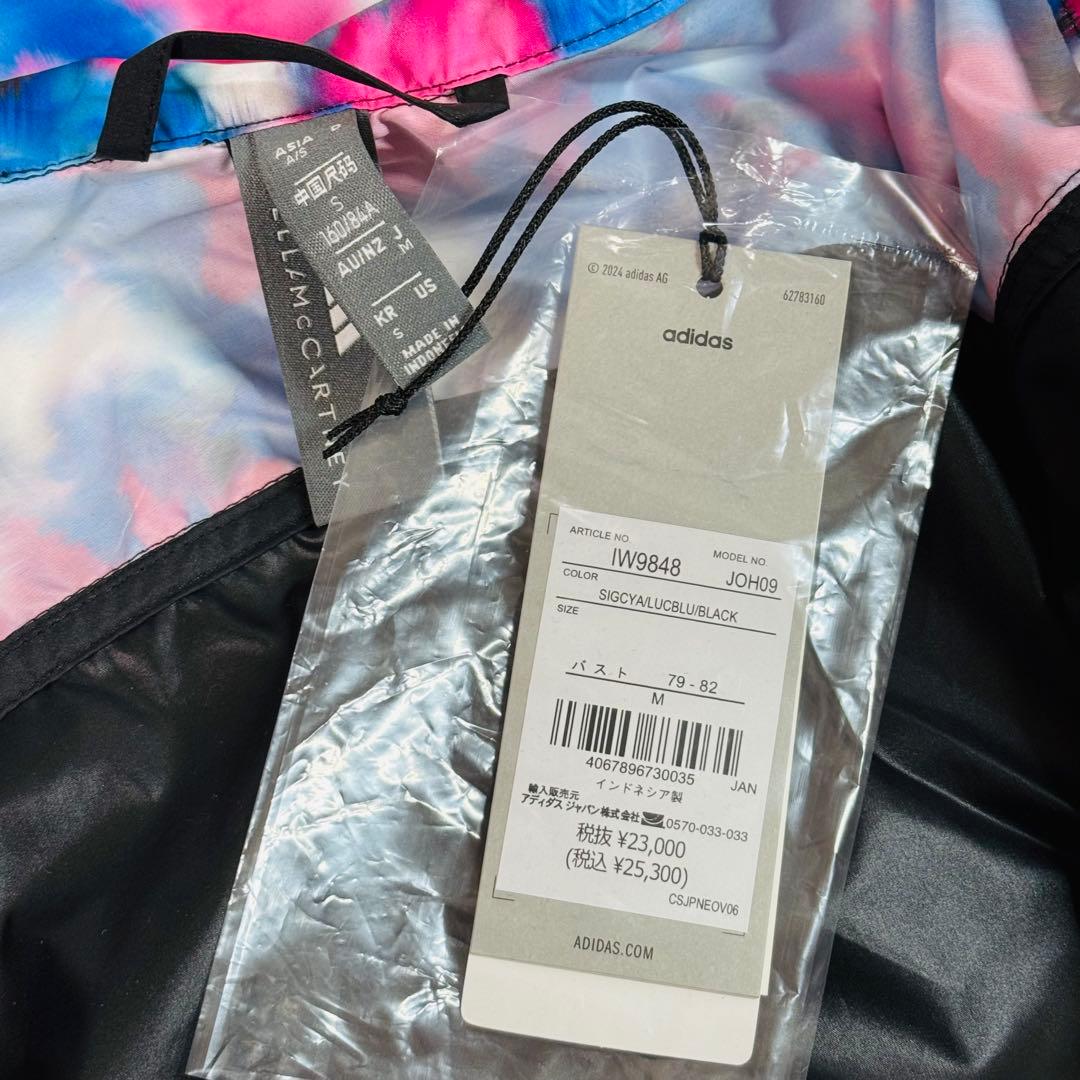 ASIA
A/S
中国尺码
S
160/84A
AU/NZ
J
M
KR
S
US
MADE IN
LLAMCCARTNEY
© 2024 adidas AG
62783160
adidas
ARTICLE NO.
IW9848
MODEL NO.
JOH09
COLOR
SIGCYA/LUCBLU/BLACK
SIZE
バスト 79-82
M
4067896730035
JAN
インドネシア製
輸入販売元
アディダス ジャパン株式会社
0570-033-033
税抜 ¥23,000
(税込 ¥25,300)
CSJPNEOV06
ADIDAS.COM